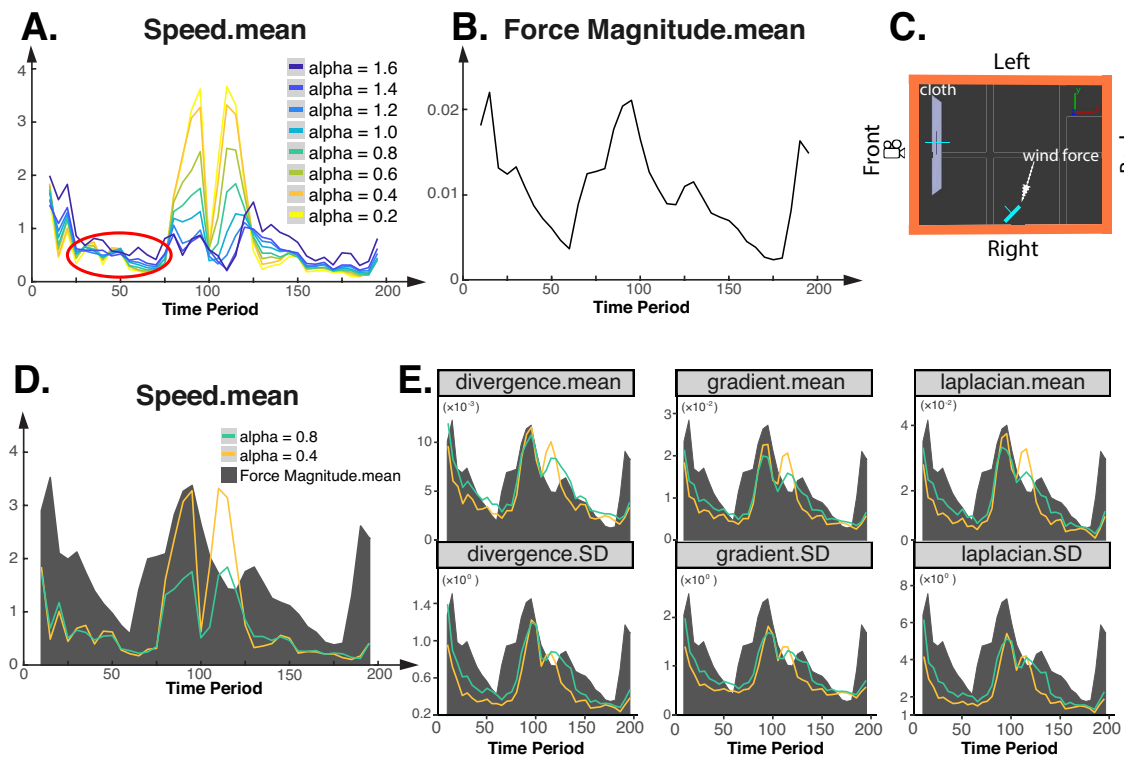 A.
Speed.mean
4
3
2
1
0
alpha = 1.6
alpha = 1.4
alpha = 1.2
alpha = 1.0
alpha = 0.8
alpha = 0.6
alpha = 0.4
alpha = 0.2
0 50 100 150 200
Time Period
B.
Force Magnitude.mean
0.02
0.01
0
0 50 100 150 200
Time Period
C.
Left
cloth
y
Front
wind force
Right
D.
Speed.mean
4
3
2
1
0
alpha = 0.8
alpha = 0.4
Force Magnitude.mean
0 50 100 150 200
Time Period
E.
divergence.mean
(×10⁻³)
10
5
0
gradient.mean
(×10⁻²)
3
2
1
0
laplacian.mean
(×10⁻²)
4
2
0
divergence.SD
(×10⁰ )
1.4
1.0
0.6
0.2
0 50 100 150 200
Time Period
gradient.SD
(×10⁰ )
2
1
0
0 50 100 150 200
Time Period
laplacian.SD
(×10⁰ )
8
6
4
2
1
0 50 100 150 200
Time Period